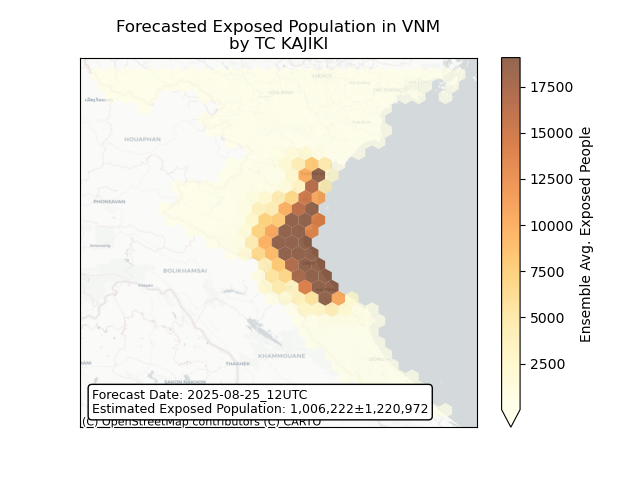 Forecasted Exposed Population in VNM
by TC KAJIKI
HOUAPHAN
PHONSAVAN
BOLIKHAMSAI
KHAMMOUANE
THAKHEK
SAKON NAKHON
17500
15000
12500
10000
7500
5000
2500
Ensemble Avg. Exposed People
Forecast Date: 2025-08-25_12UTC
Estimated Exposed Population: 1,006,222±1,220,972
(C) OpenStreetMap contributors (C) CARTO